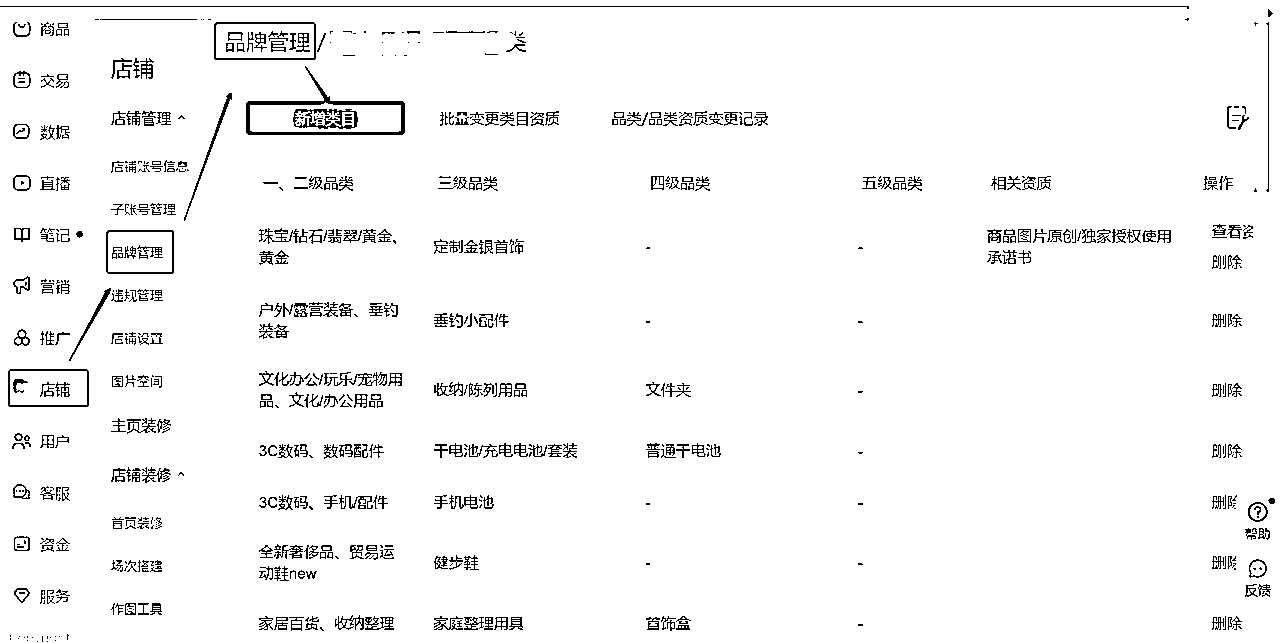 商品
交易
数据
直播
笔记
营销
推广
店铺
用户
客服
资金
服务
店铺
店铺管理
店铺账号信息
子账号管理
品牌管理
违规管理
店铺设置
图片空间
主页装修
店铺装修
首页装修
场次搭建
作图工具
品牌管理/
类
新增类目
批量变更类目资质
品类/品类资质变更记录
一、二级品类 三级品类 四级品类 五级品类 相关资质 操作
珠宝/钻石/翡翠/黄金、
黄金
定制金银首饰 -  -
商品图片原创/独家授权使用
承诺书
查看资
删除
户外/露营装备、垂钓
装备
垂钓小配件 - - 删除
文化办公/玩乐/宠物用
品、文化/办公用品
收纳/陈列用品 文件夹 - 删除
3C数码、数码配件 干电池/充电电池/套装 普通干电池 - 删除
3C数码、手机/配件 手机电池 - - 删除
全新奢侈品、贸易运
动鞋new
健步鞋 - - 删除
家居百货、收纳整理 家庭整理用具 首饰盒 - 删除
帮助
反馈